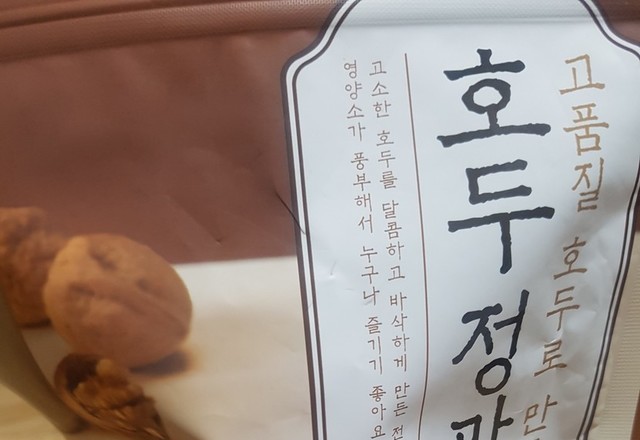 고품질 호두로 만
호두정
고소한 호두를 달콤하고 바삭하게 만든 전
영양소가 풍부해서 누구나 즐기기 좋아요